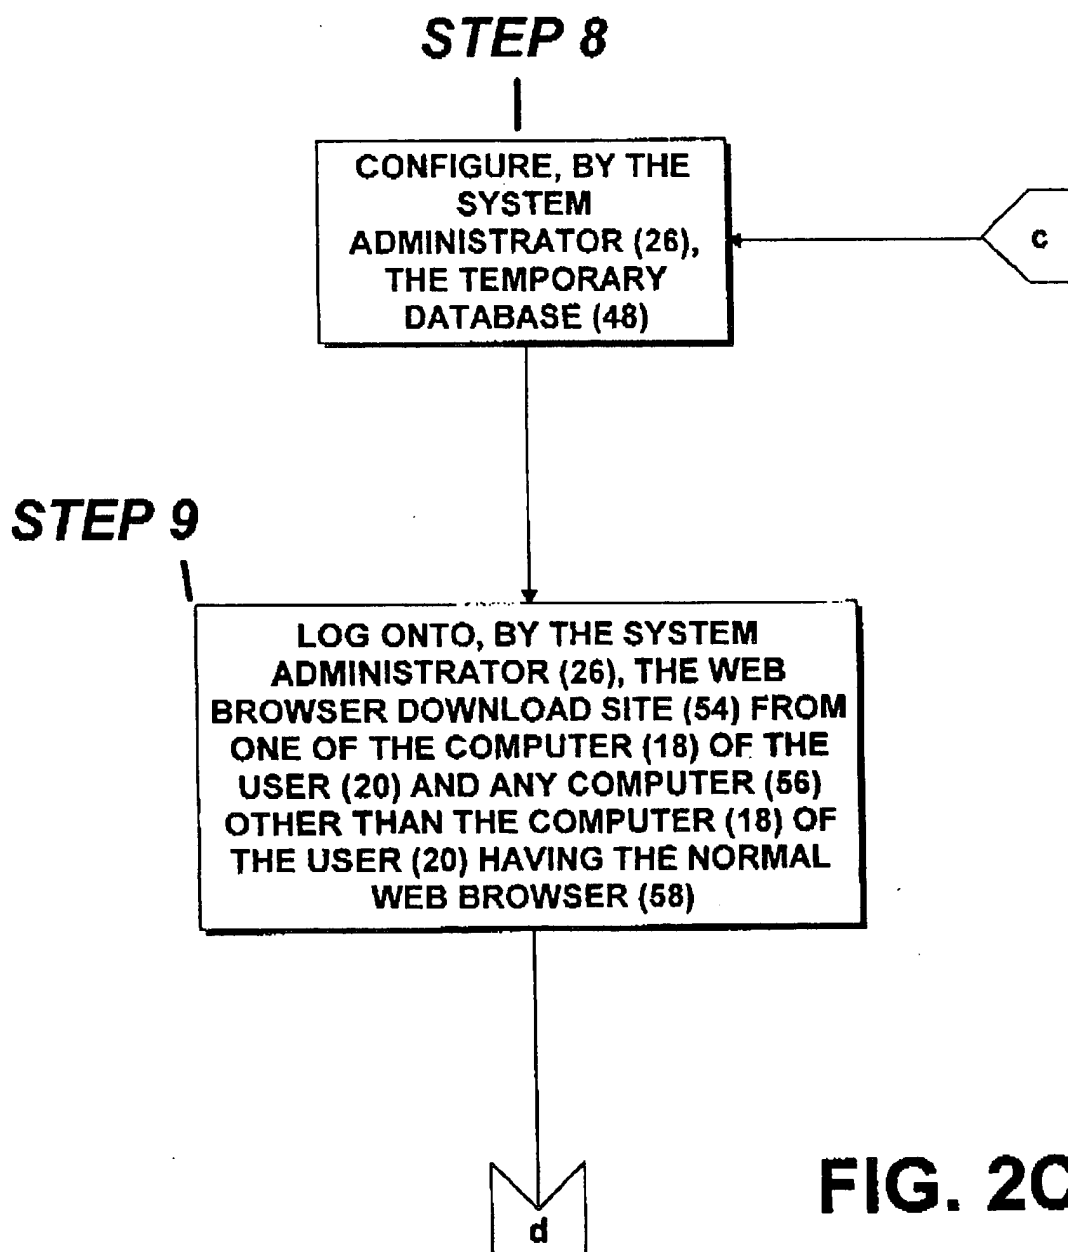 STEP 8
CONFIGURE, BY THE
SYSTEM
ADMINISTRATOR (26),
THE TEMPORARY
DATABASE (48)
c
STEP 9
LOG ONTO, BY THE SYSTEM
ADMINISTRATOR (26), THE WEB
BROWSER DOWNLOAD SITE (54) FROM
ONE OF THE COMPUTER (18) OF THE
USER (20) AND ANY COMPUTER (56)
OTHER THAN THE COMPUTER (18) OF
THE USER (20) HAVING THE NORMAL
WEB BROWSER (58)
d
FIG. 2C